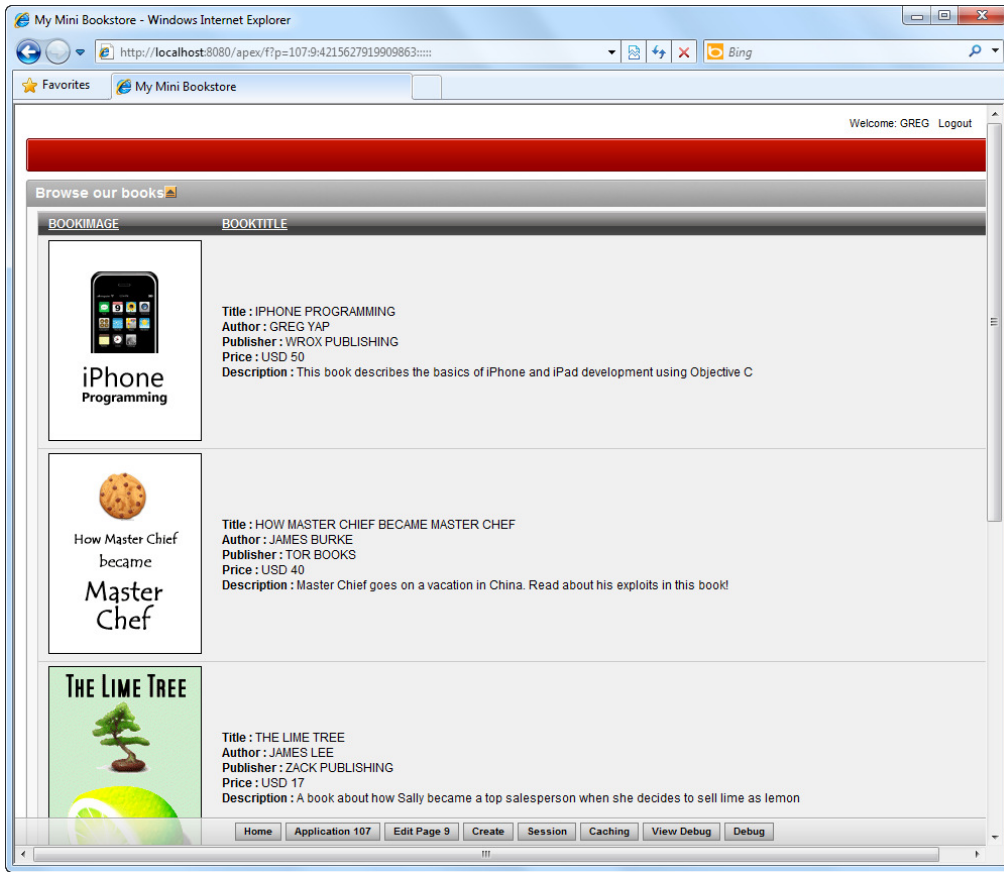 My Mini Bookstore - Windows Internet Explorer
http://localhost:8080/apex/f?p=107:9:4215627919909863:::::
Bing
Favorites
My Mini Bookstore
Welcome: GREG Logout
Browse our books
BOOKIMAGE BOOKTITLE
iPhone
Programming
Title : IPHONE PROGRAMMING
Author : GREG YAP
Publisher : WROX PUBLISHING
Price : USD 50
Description : This book describes the basics of iPhone and iPad development using Objective C
How Master Chief
became
Master
Chef
Title : HOW MASTER CHIEF BECAME MASTER CHEF
Author : JAMES BURKE
Publisher : TOR BOOKS
Price : USD 40
Description : Master Chief goes on a vacation in China. Read about his exploits in this book!
THE LIME TREE
Title : THE LIME TREE
Author : JAMES LEE
Publisher : ZACK PUBLISHING
Price : USD 17
Description : A book about how Sally became a top salesperson when she decides to sell lime as lemon
Home Application 107 Edit Page 9 Create Session Caching View Debug Debug